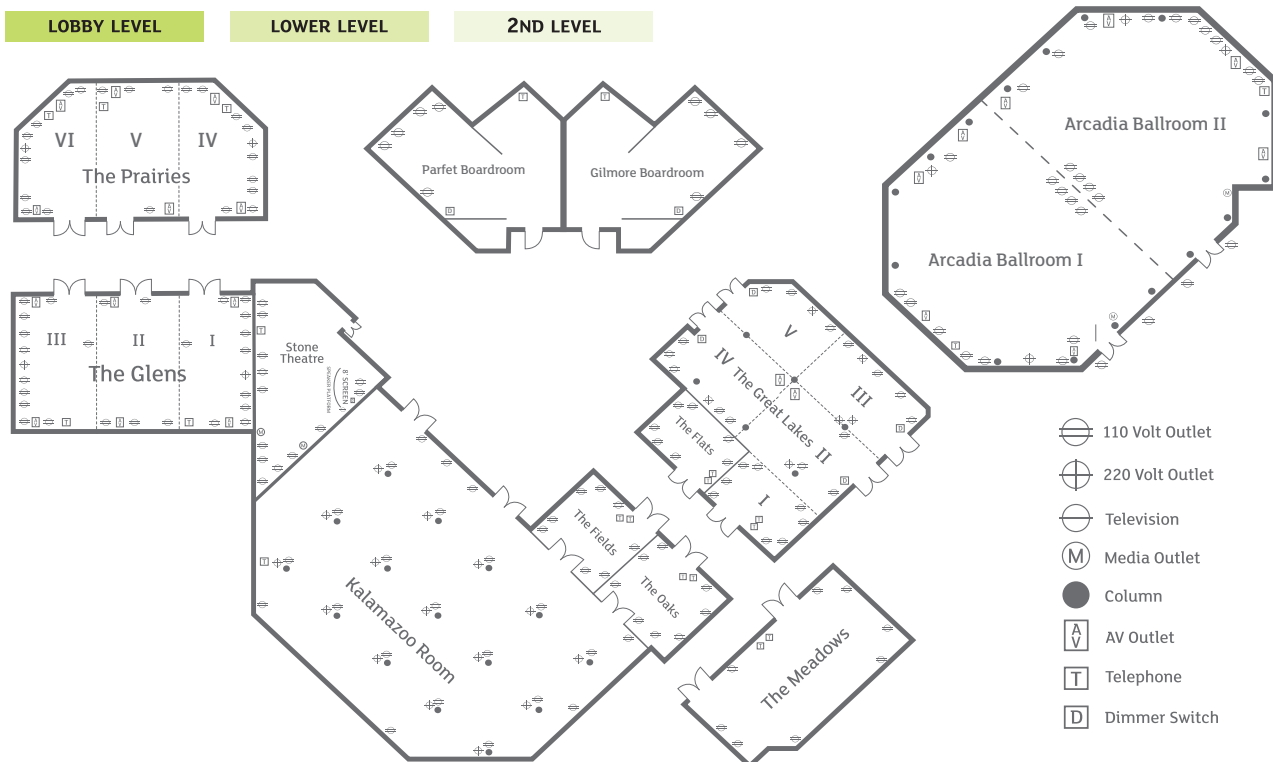 LOBBY LEVEL
LOWER LEVEL
2ND LEVEL
VI
V
IV
The Prairies
Parfet Boardroom
Gilmore Boardroom
Arcadia Ballroom II
Arcadia Ballroom I
III
II
I
The Glens
Stone
Theatre
8' SCREEN
SPEAKER PLATFORM
V
IV
The Great Lakes
III
II
I
The Flats
The Fields
The Oaks
Kalamazoo Room
The Meadows
110 Volt Outlet
220 Volt Outlet
Television
M Media Outlet
Column
AV AV Outlet
T Telephone
D Dimmer Switch